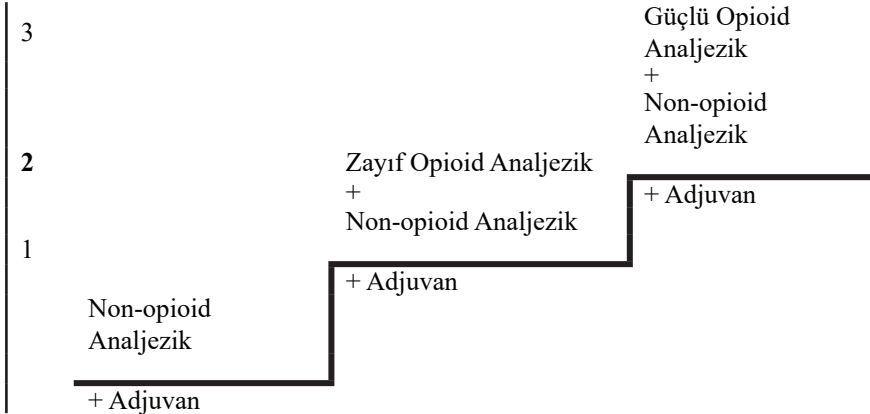 3
Güçlü Opioid
Analjezik
+
Non-opioid
Analjezik
2
Zayıf Opioid Analjezik
+
Non-opioid Analjezik
+ Adjuvan
1
+ Adjuvan
Non-opioid
Analjezik
+ Adjuvan